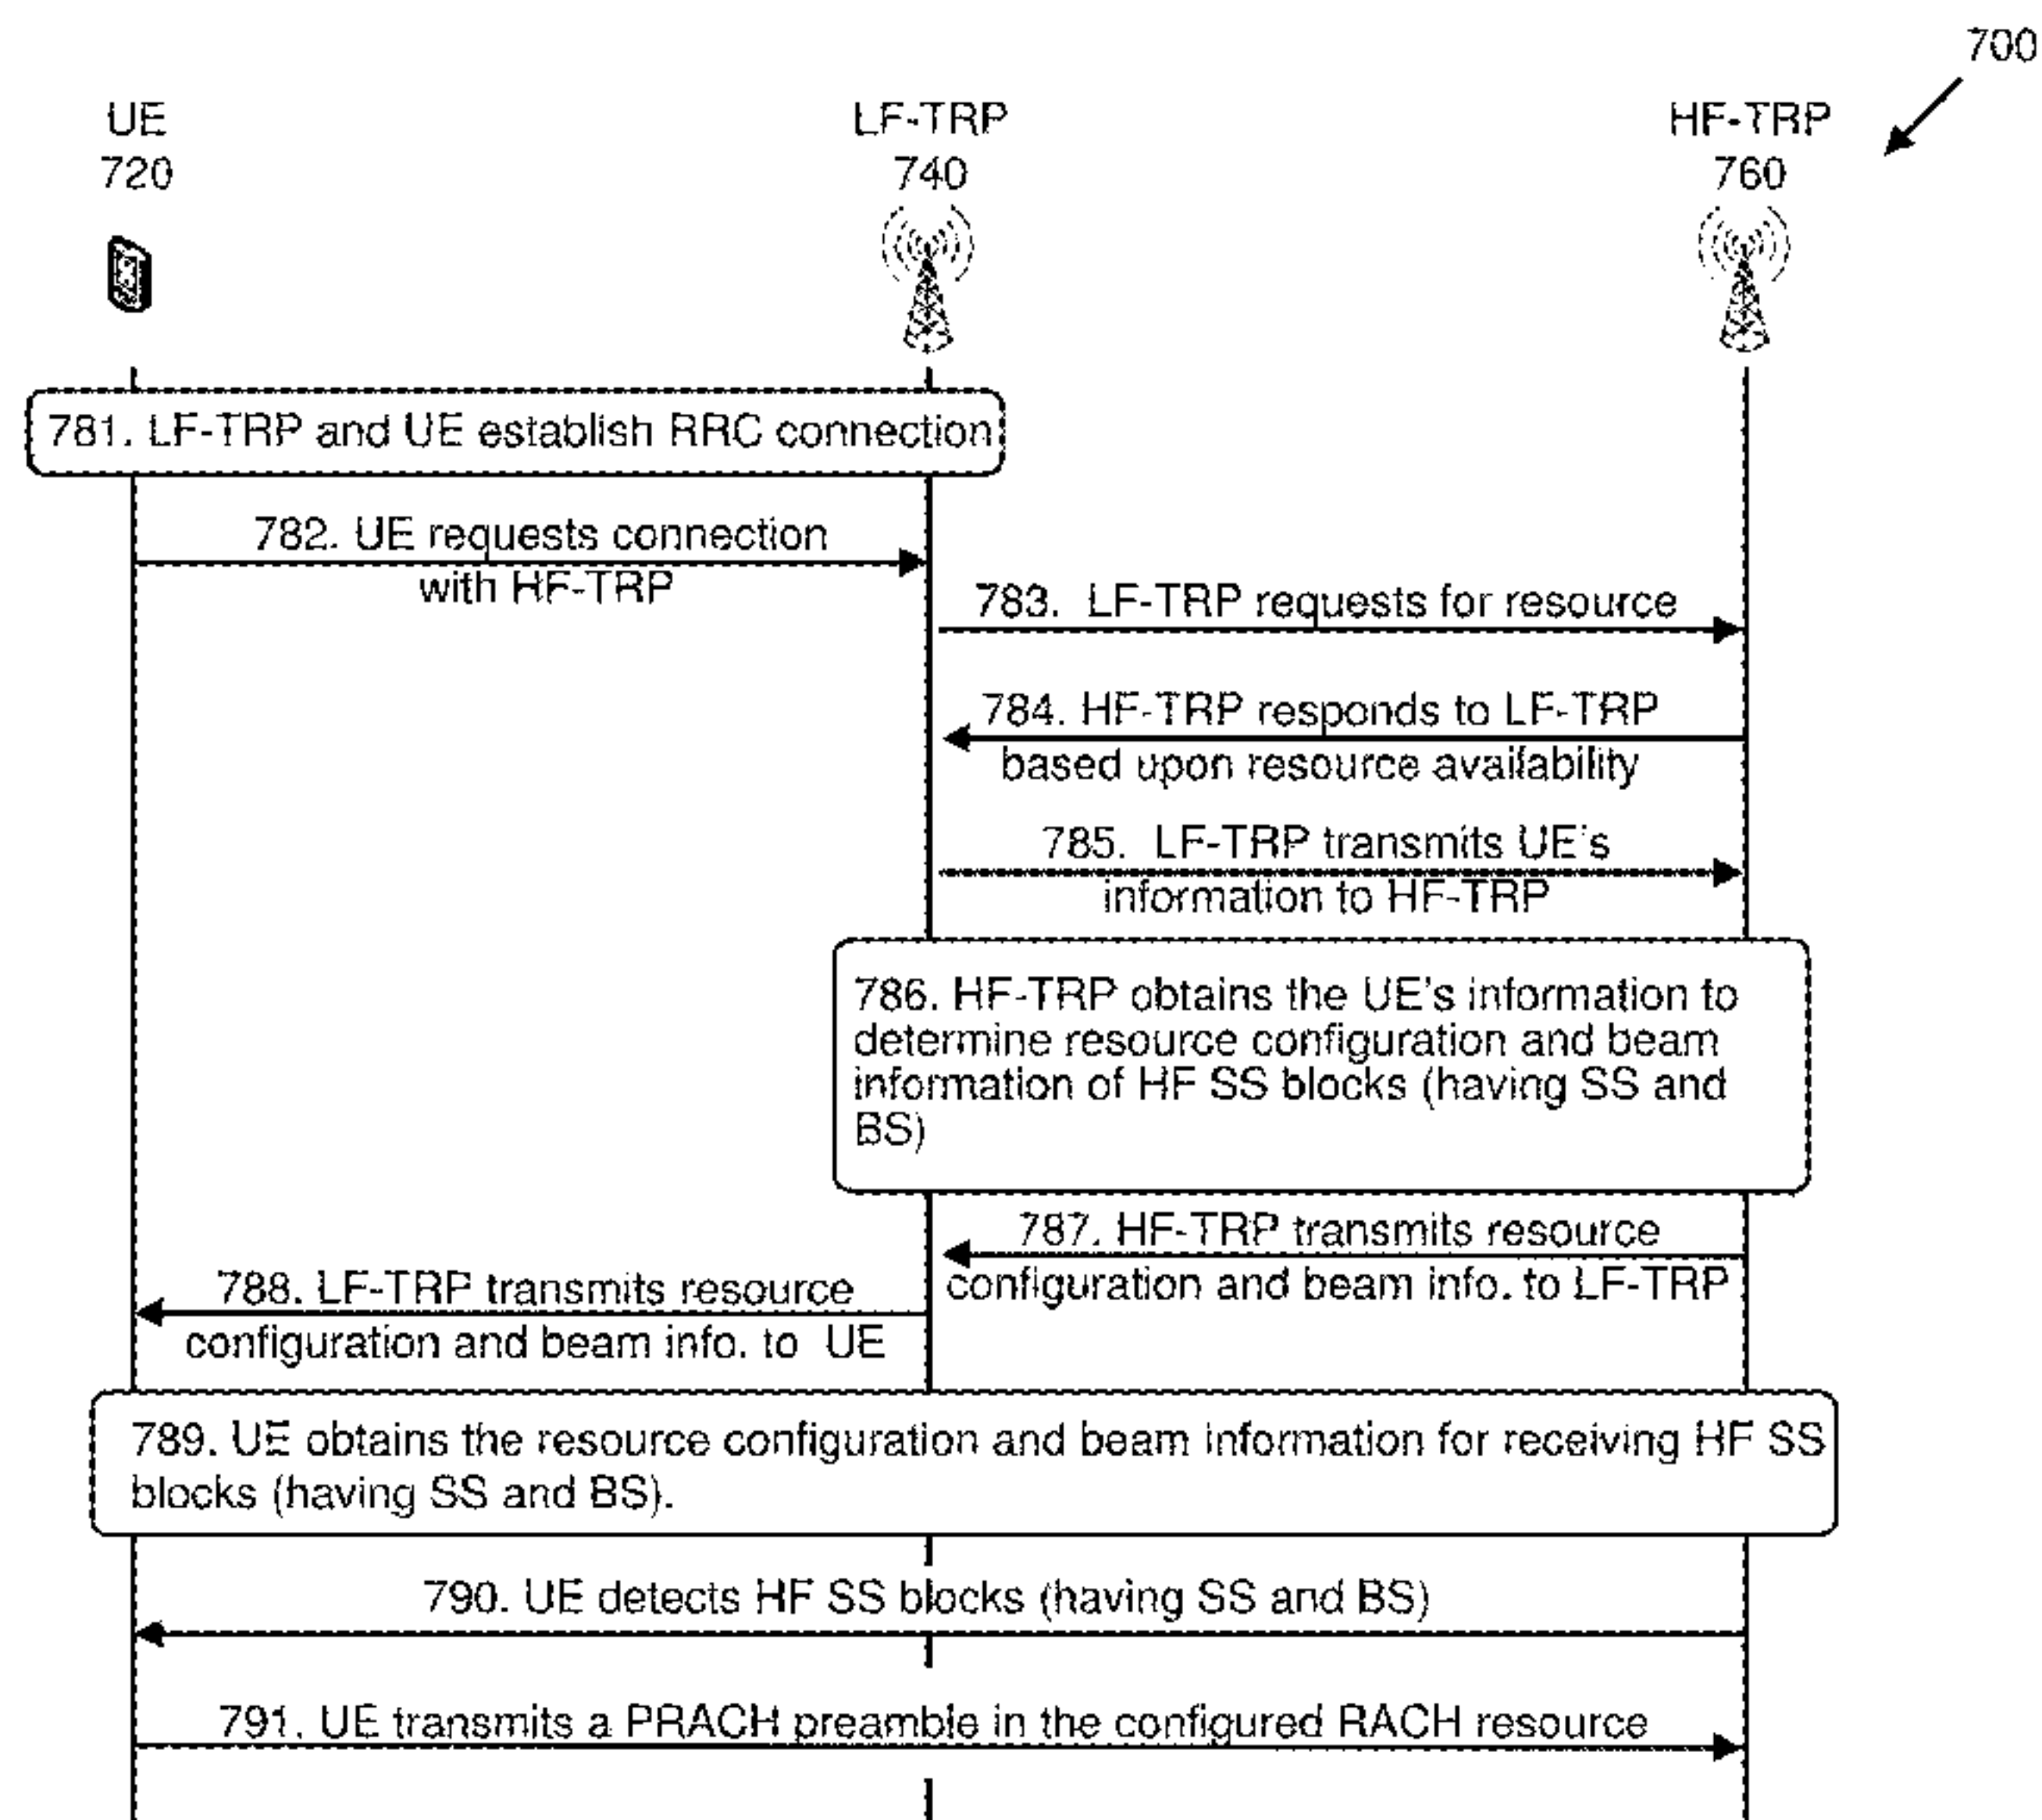 700
UE
720
LF-TRP
740
HF-TRP
760
781. LF-TRP and UE establish RRC connection
782. UE requests connection
with HF-TRP
783. LF-TRP requests for resource
784. HF-TRP responds to LF-TRP
based upon resource availability
785. LF-TRP transmits UE's
information to HF-TRP
786. HF-TRP obtains the UE's information to
determine resource configuration and beam
information of HF SS blocks (having SS and
BS)
787. HF-TRP transmits resource
configuration and beam info. to LF-TRP
788. LF-TRP transmits resource
configuration and beam info. to UE
789. UE obtains the resource configuration and beam information for receiving HF SS
blocks (having SS and BS).
790. UE detects HF SS blocks (having SS and BS)
791. UE transmits a PRACH preamble in the configured RACH resource